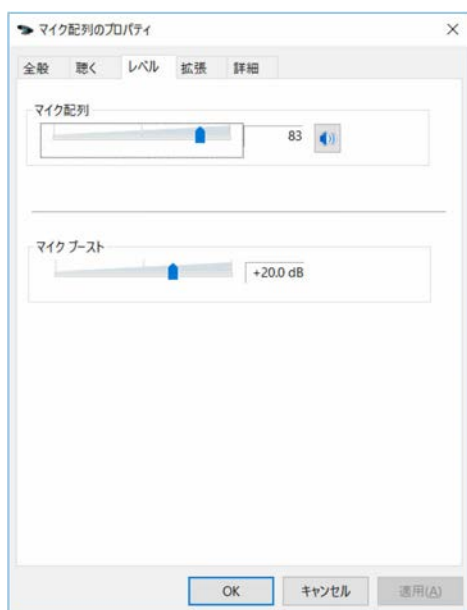 マイク配列のプロパティ
全般 聴く レベル 拡張 詳細
マイク配列
83
マイク ブースト
+20.0 dB
OK キャンセル 適用(A)